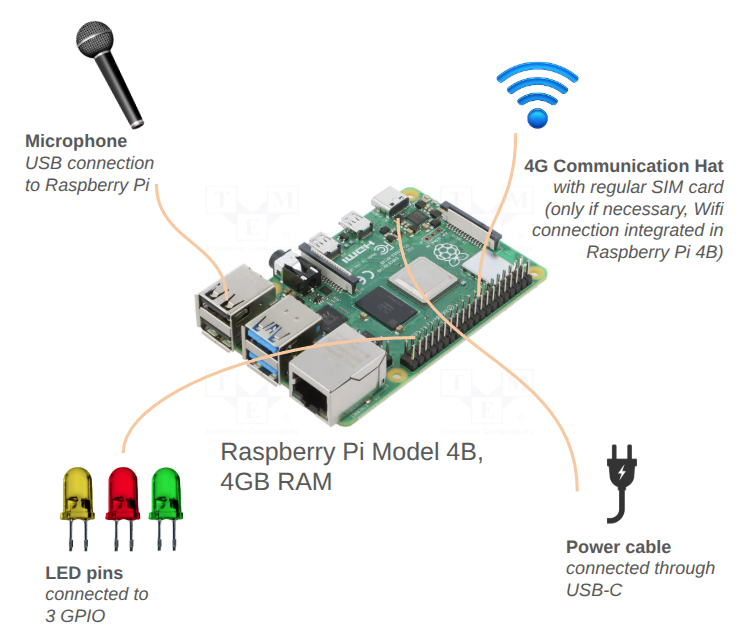 Microphone
USB connection
to Raspberry Pi
4G Communication Hat
with regular SIM card
(only if necessary, Wifi
connection integrated in
Raspberry Pi 4B)
T M
E
HDMI
T M
E
T M
E
Raspberry Pi Model 4B,
4GB RAM
LED pins
connected to
3 GPIO
Power cable
connected through
USB-C